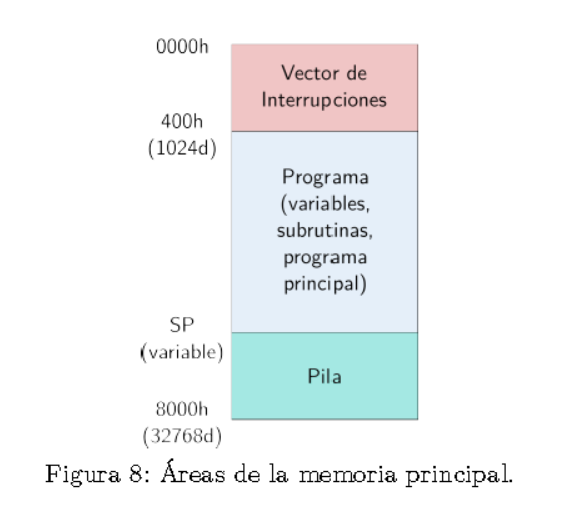 0000h
Vector de
Interrupciones
400h
(1024d)
Programa
(variables,
subrutinas,
programa
principal)
SP
(variable)
Pila
8000h
(32768d)
Figura 8: Áreas de la memoria principal.